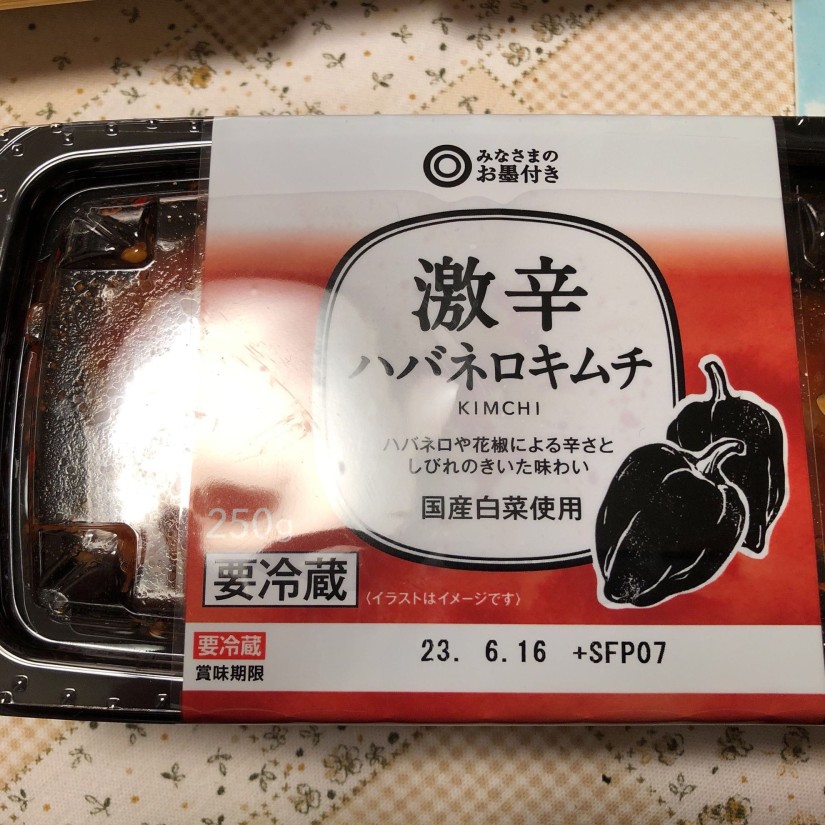 みなさまの
お墨付き
激辛
ハバネロキムチ
KIMCHI
ハバネロや花椒による辛さと
しびれのきいた味わい
国産白菜使用
250g
要冷蔵
(イラストはイメージです)
要冷蔵
賞味期限
23. 6.16 +SFP07